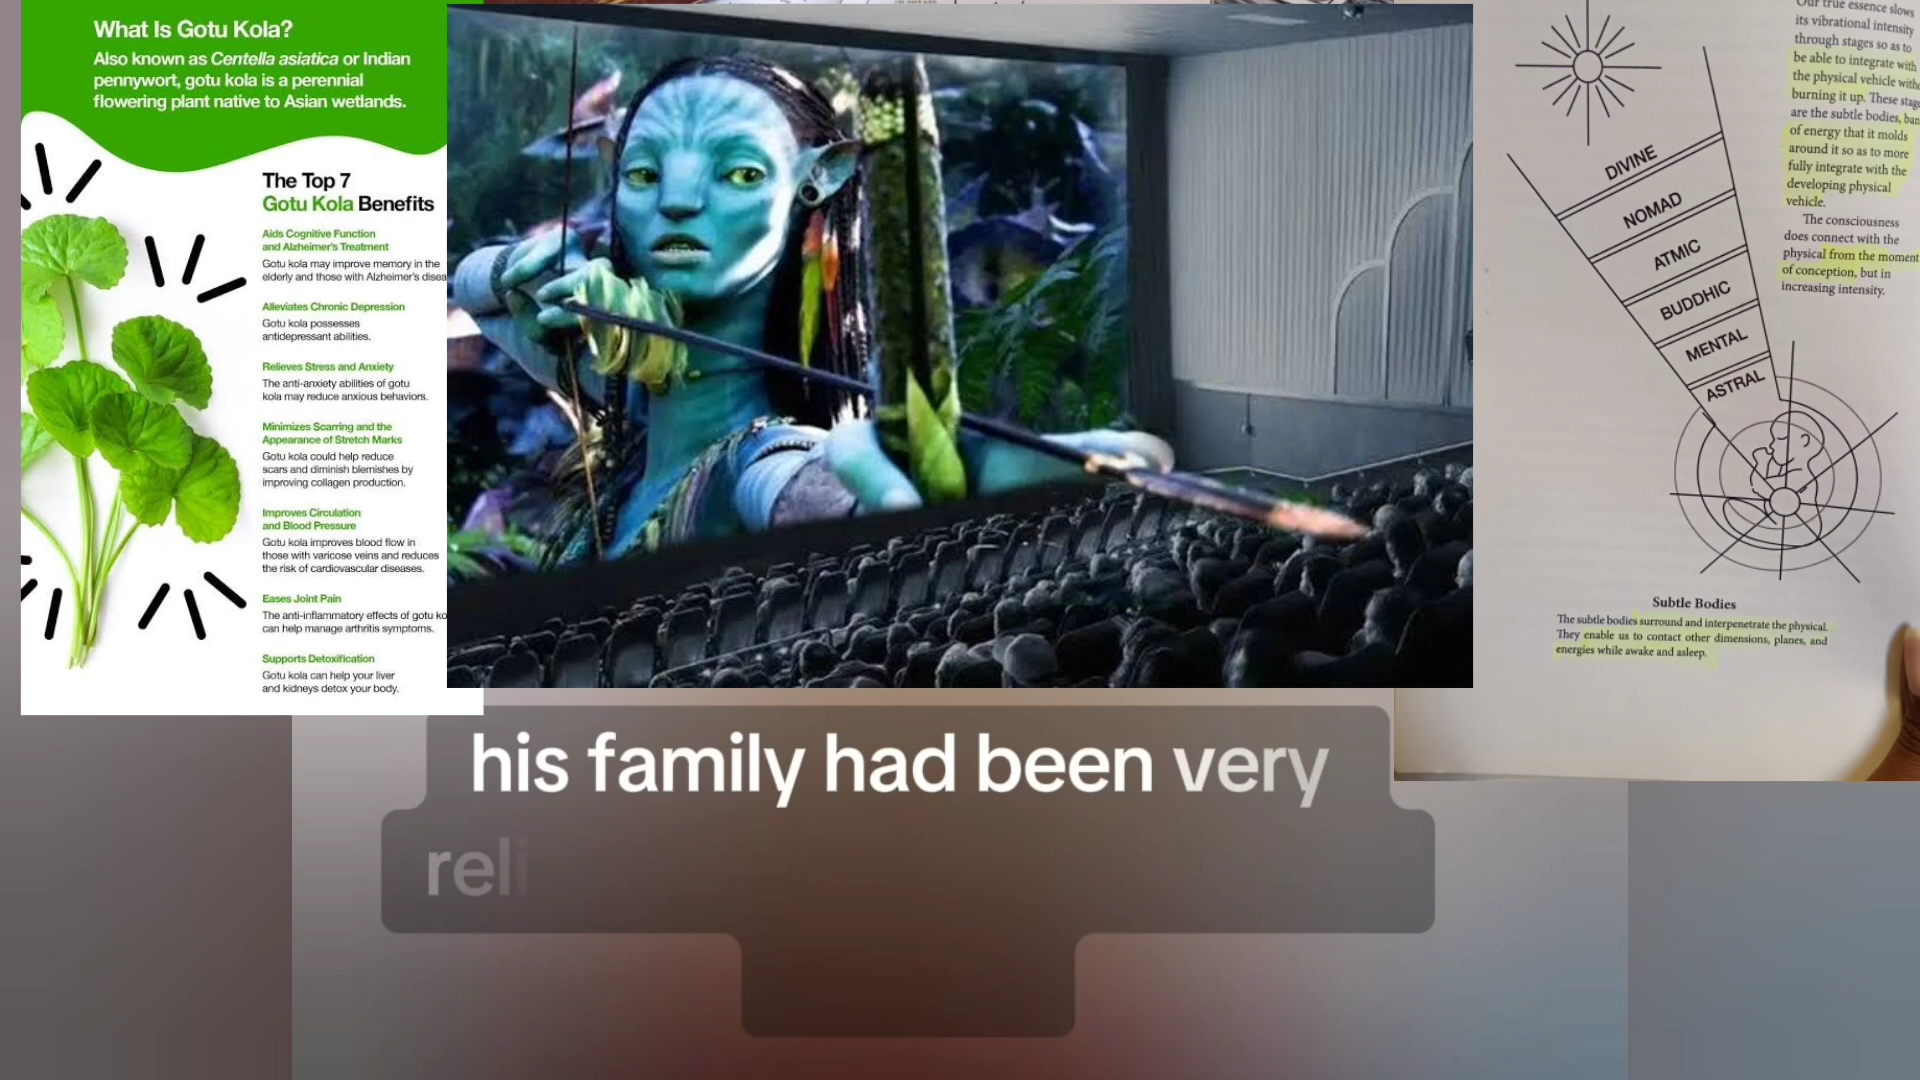 What Is Gotu Kola?
Also known as Centella asiatica or Indian
pennywort, gotu kola is a perennial
flowering plant native to Asian wetlands.
The Top 7
Gotu Kola Benefits
Aids Cognitive Function
and Alzheimer's Treatment
Gotu kola may improve memory in the
elderly and those with Alzheimer's disea
Alleviates Chronic Depression
Gotu kola possesses
antidepressant abilities.
Relieves Stress and Anxiety
The anti-anxiety abilities of gotu
kola may reduce anxious behaviors.
Minimizes Scarring and the
Appearance of Stretch Marks
Gotu kola could help reduce
scars and diminish blemishes by
improving collagen production.
Improves Circulation
and Blood Pressure
Gotu kola improves blood flow in
those with varicose veins and reduces
the risk of cardiovascular diseases.
Eases Joint Pain
The anti-inflammatory effects of gotu ko
can help manage arthritis symptoms.
Supports Detoxification
Gotu kola can help your liver
and kidneys detox your body.
Our true essence slows
its vibrational intensity
through stages so as to
be able to integrate with
the physical vehicle witho
burning it up. These stage
are the subtle bodies, ban
of energy that it molds
around it so as to more
fully integrate with the
developing physical
vehicle.
The consciousness
does connect with the
physical from the moment
of conception, but in
increasing intensity.
DIVINE
NOMAD
ATMIC
BUDDHIC
MENTAL
ASTRAL
Subtle Bodies
The subtle bodies surround and interpenetrate the physical.
They enable us to contact other dimensions, planes, and
energies while awake and asleep.
his family had been very
reli